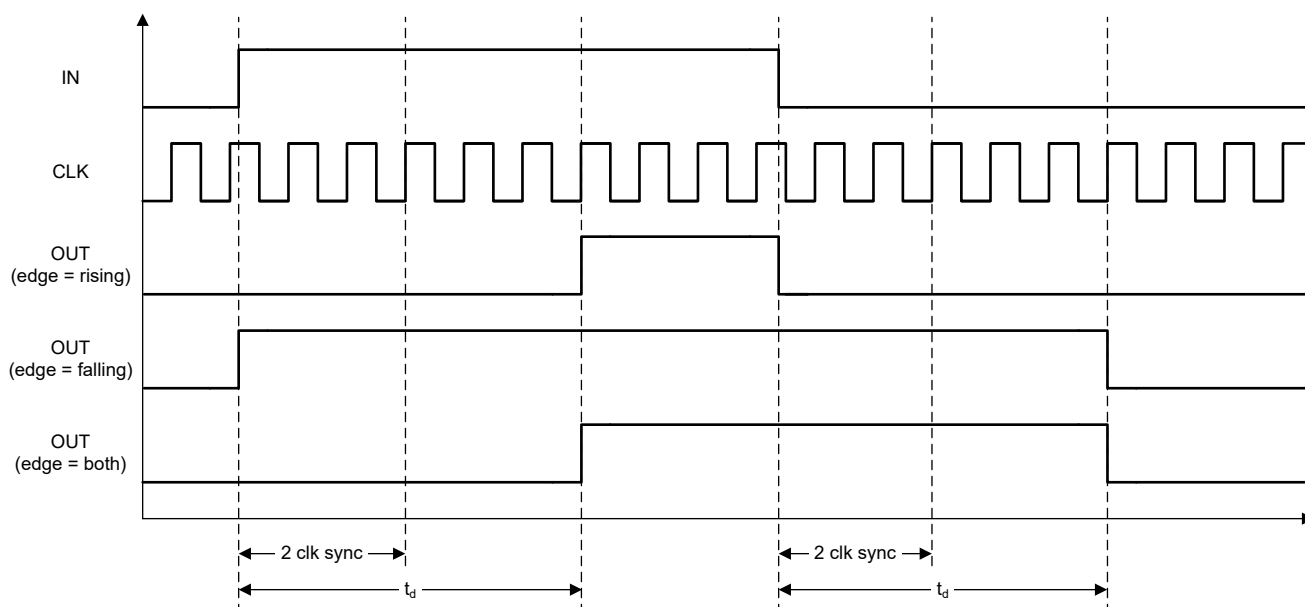 IN
CLK
OUT
(edge = rising)
OUT
(edge = falling)
OUT
(edge = both)
2 clk sync
2 clk sync
td
td